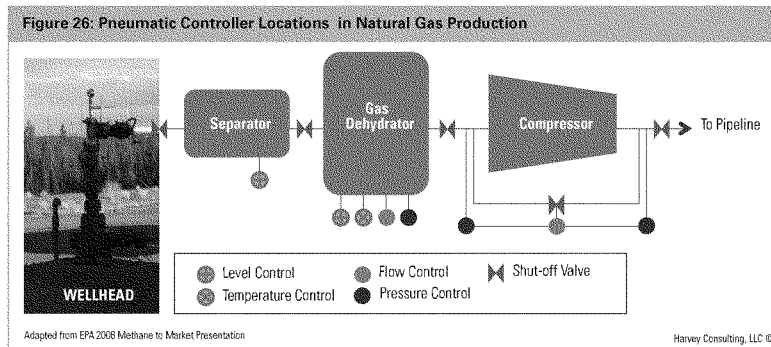 Figure 26: Pneumatic Controller Locations in Natural Gas Production
Separator
Gas
Dehydrator
Compressor
To Pipeline
WELLHEAD
Level Control
Flow Control
Shut-off Valve
Temperature Control
Pressure Control
Adapted from EPA 2008 Methane to Market Presentation
Harvey Consulting, LLC ©